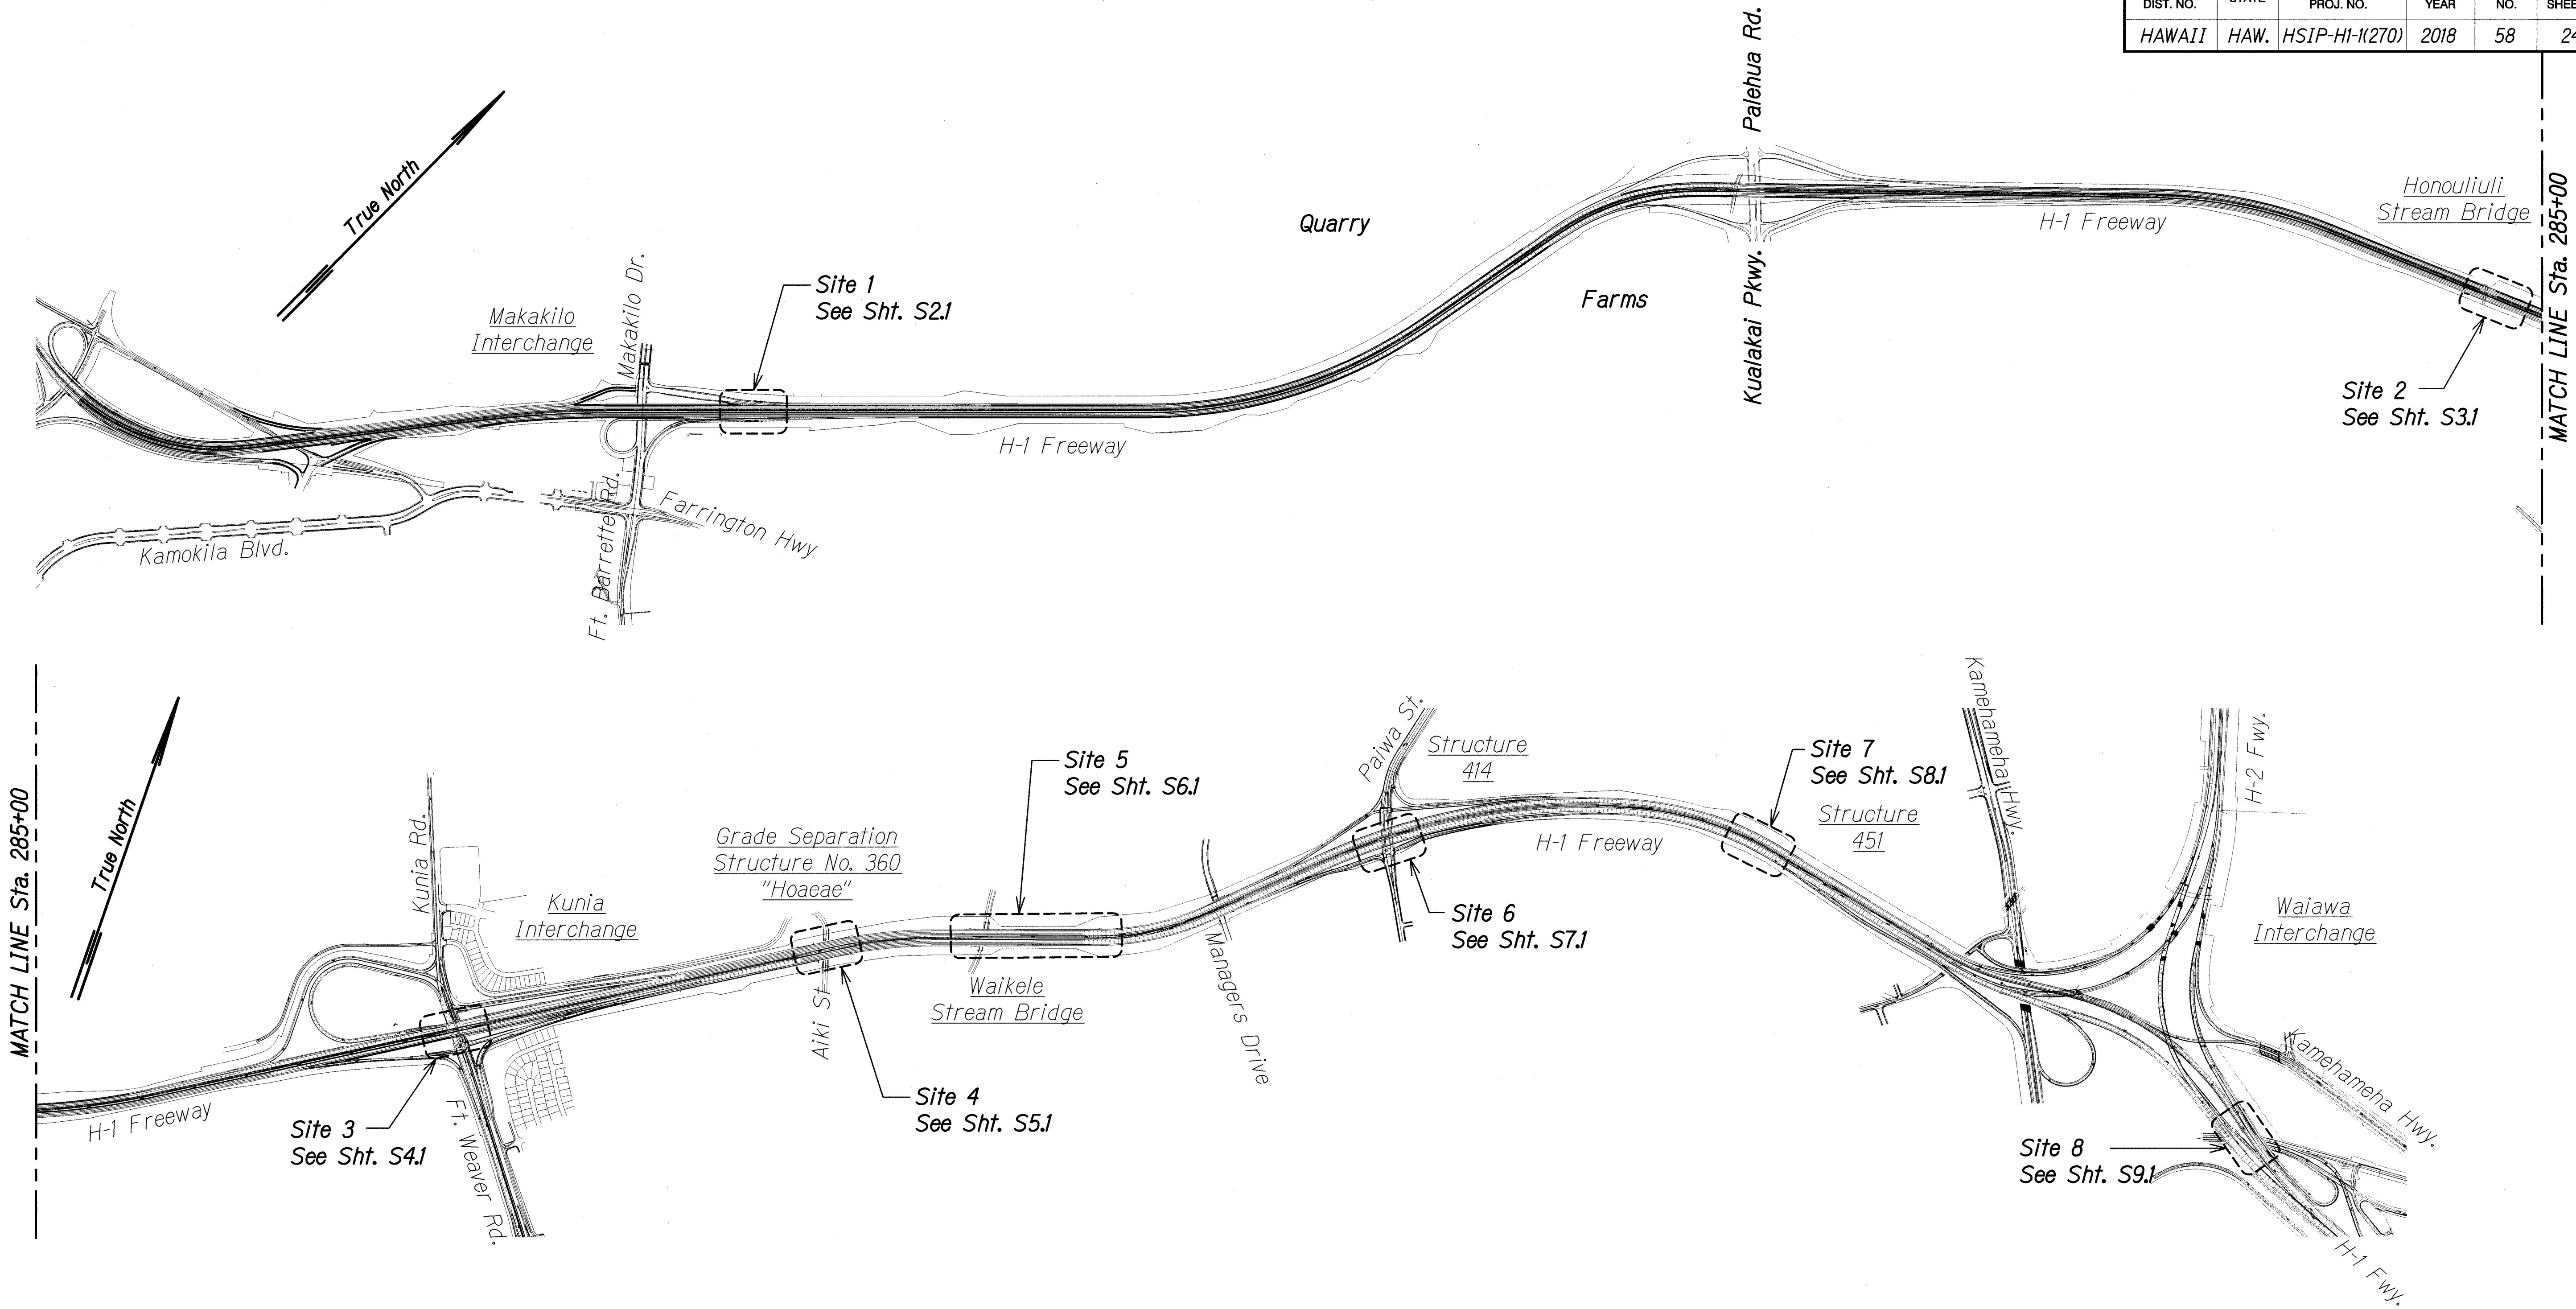 DIST. NO. PROJ. NO. YEAR NO.
HAWAII HAW. HSIP-H1-1(270) 2018 58
True North
Makakilo
Interchange
Makakilo Dr.
Site 1
See Sht. S2.1
Quarry
Farms
Palehua Rd.
Kualakai Pkwy.
H-1 Freeway
Honouliuli
Stream Bridge
MATCH LINE Sta. 285+00
Site 2
See Sht. S3.1
H-1 Freeway
Farrington Hwy
Ft. Barrette Rd.
Kamokila Blvd.
MATCH LINE Sta. 285+00
True North
Kunia Rd.
Kunia
Interchange
Grade Separation
Structure No. 360
"Hoaeae"
Site 5
See Sht. S6.1
Paiwa St.
Structure
414
Site 7
See Sht. S8.1
Structure
451
H-1 Freeway
Kamehameha Hwy.
H-2 Fwy.
Waiawa
Interchange
Site 6
See Sht. S7.1
Managers Drive
Waikele
Stream Bridge
Aiki St
Site 4
See Sht. S5.1
H-1 Freeway
Site 3
See Sht. S4.1
Ft. Weaver Rd.
Kamehameha Hwy.
Site 8
See Sht. S9.1
H-1 Fwy.